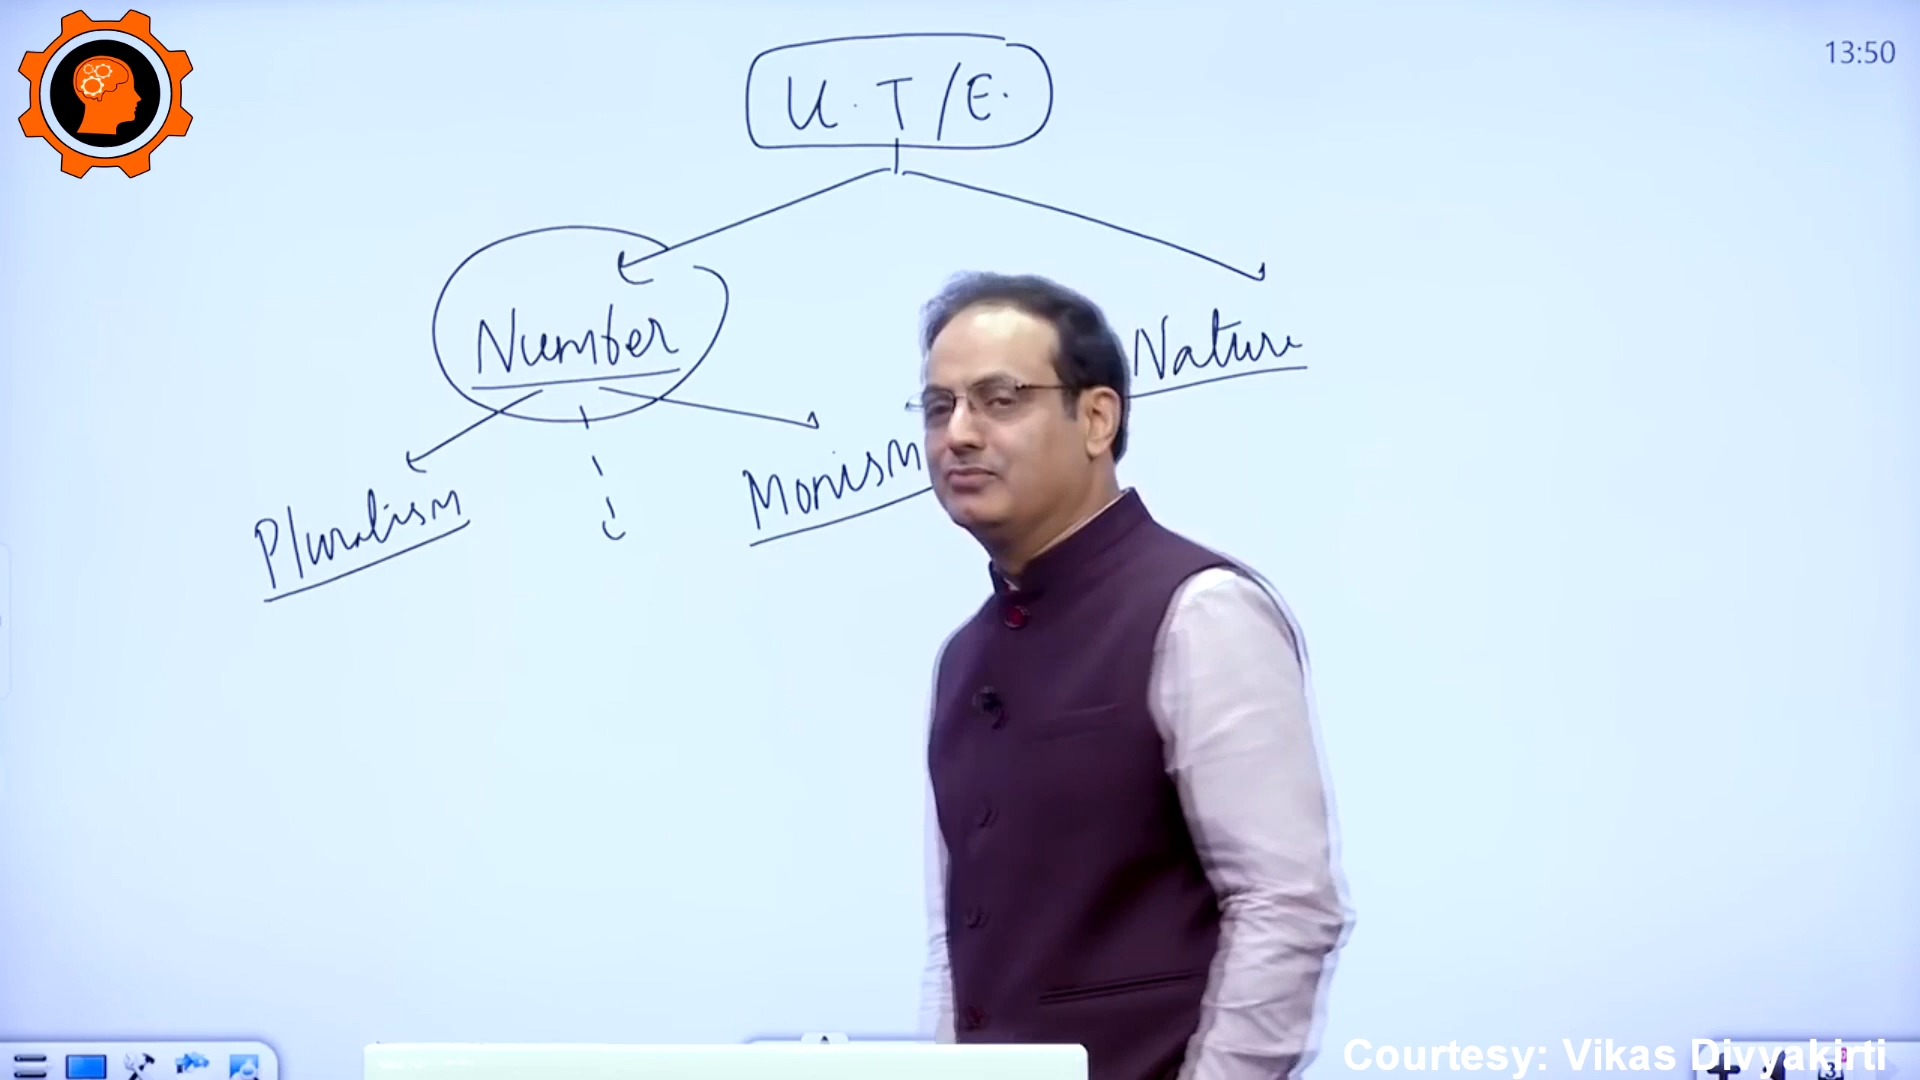 13:50
U.T/E.
Number
Nature
Pluralism
Monism
Courtesy: Vikas Divyakirti